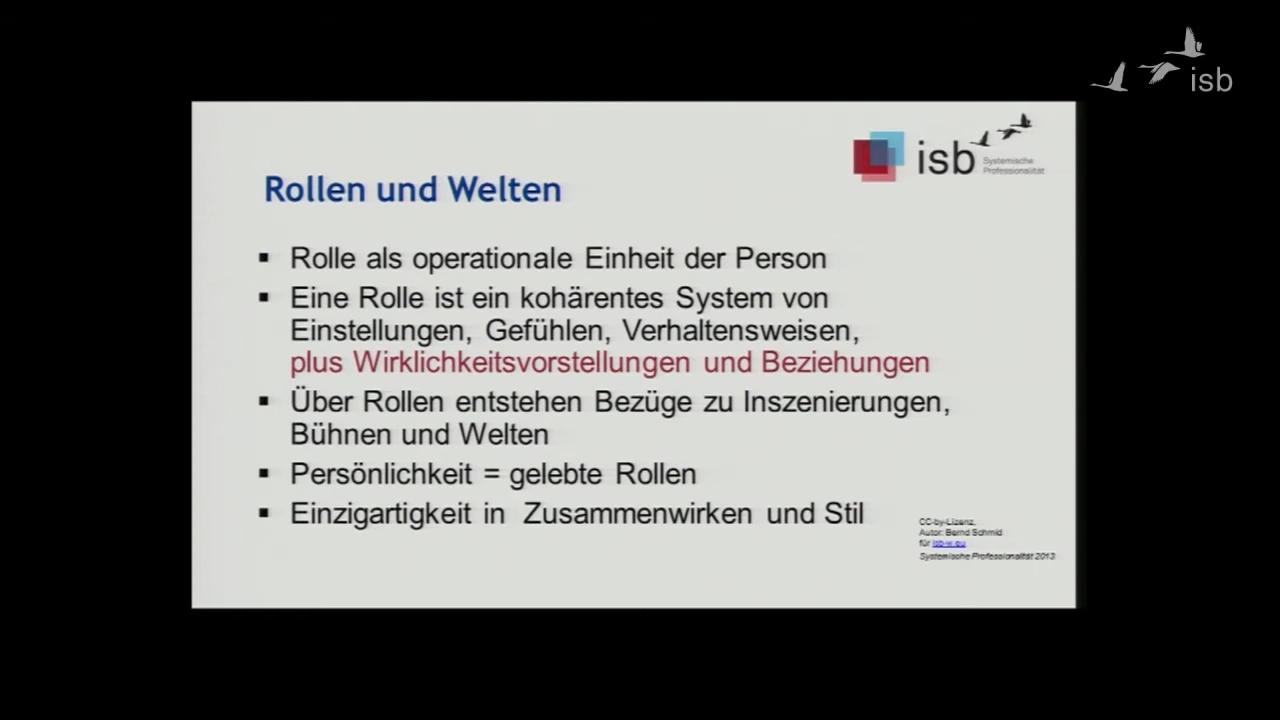 isb
isb
Systemische
Professionalität
Rollen und Welten
▪ Rolle als operationale Einheit der Person
▪ Eine Rolle ist ein kohärentes System von
Einstellungen, Gefühlen, Verhaltensweisen,
plus Wirklichkeitsvorstellungen und Beziehungen
▪ Über Rollen entstehen Bezüge zu Inszenierungen,
Bühnen und Welten
▪ Persönlichkeit = gelebte Rollen
▪ Einzigartigkeit in Zusammenwirken und Stil
CC-by-Lizenz,
Autor: Bernd Schmid
für isb-w.eu
Systemische Professionalität 2013